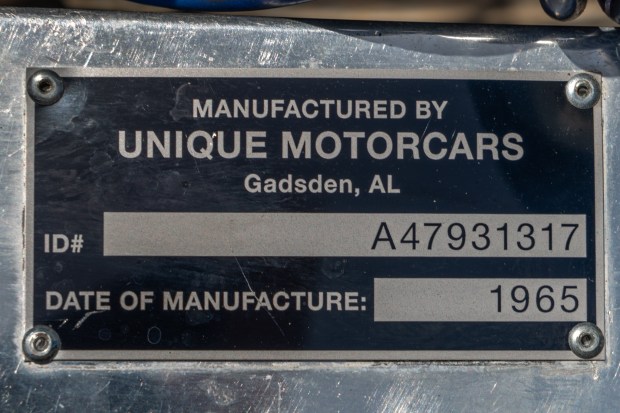 MANUFACTURED BY
UNIQUE MOTORCARS
Gadsden, AL
ID# A47931317
DATE OF MANUFACTURE: 1965